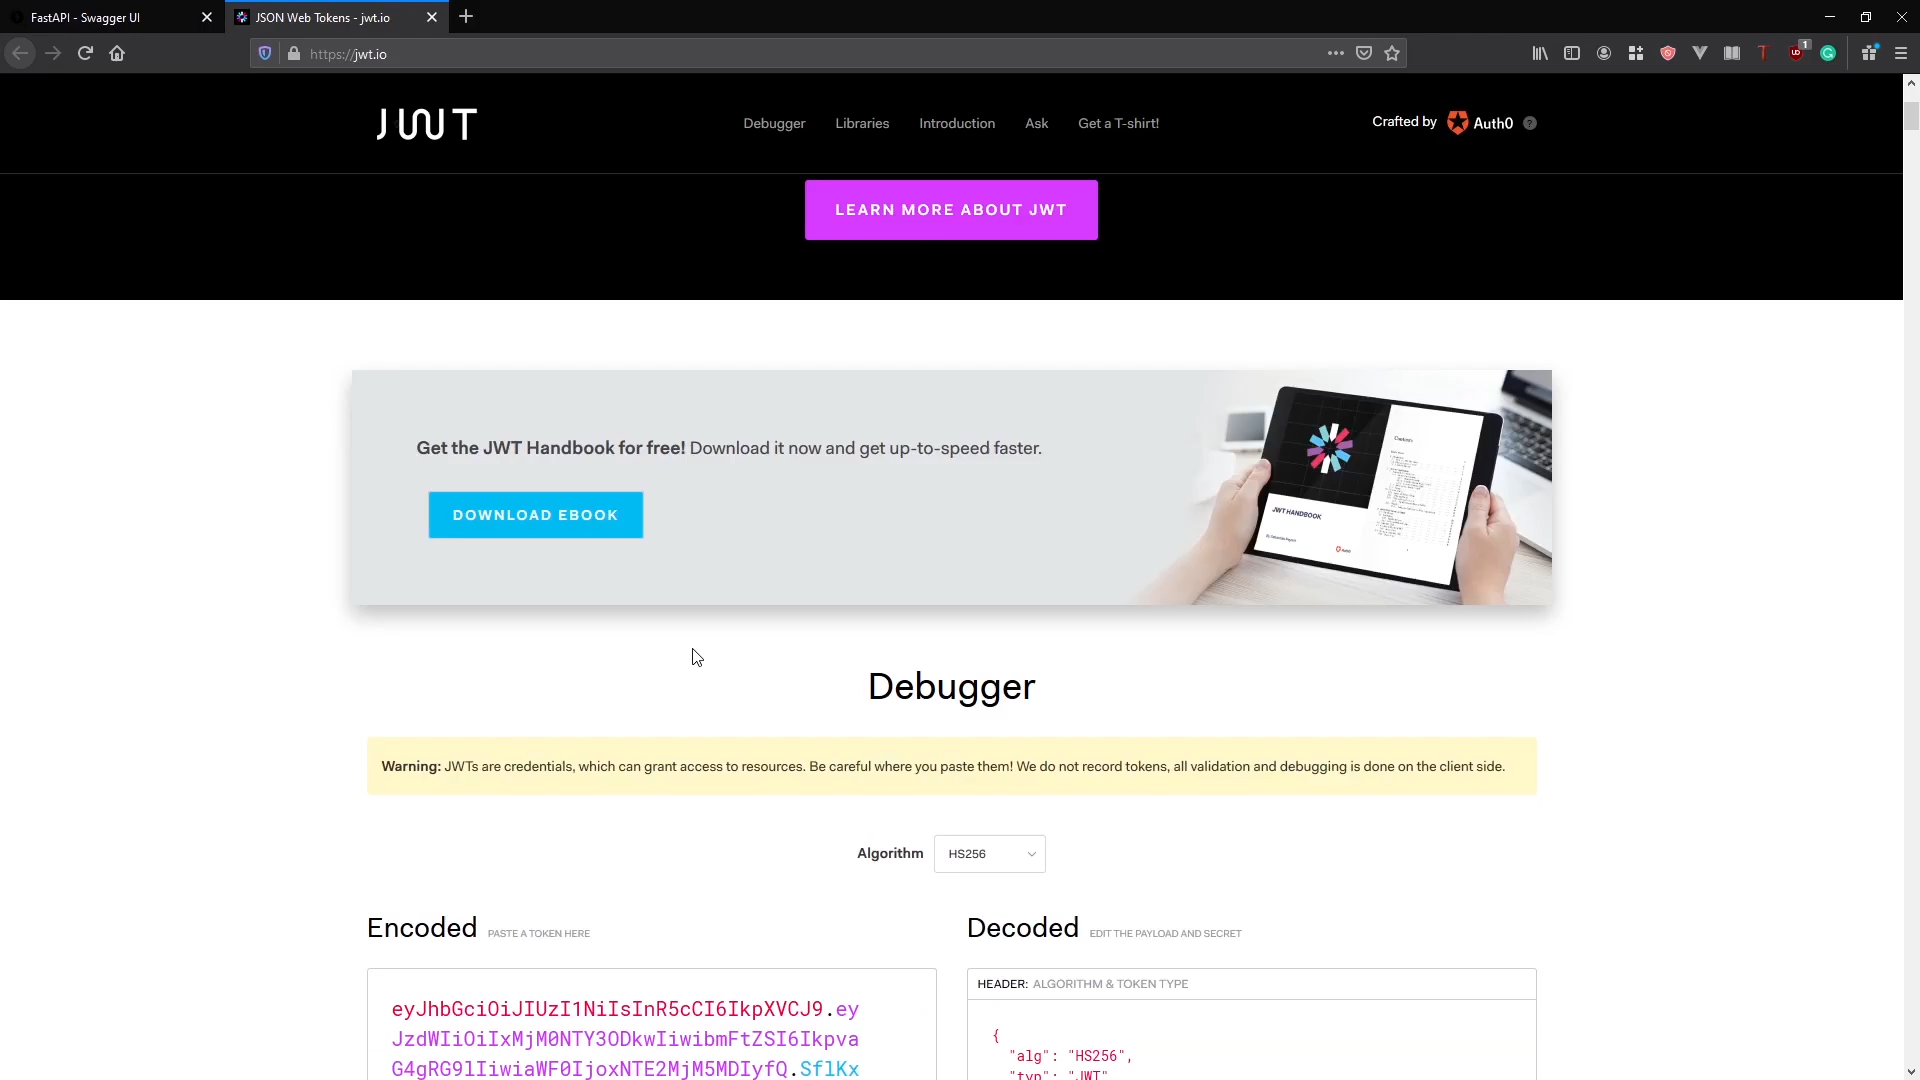 FastAPI - Swagger UI
JSON Web Tokens - jwt.io
https://jwt.io
1
JWT
Debugger
Libraries
Introduction
Ask
Get a T-shirt!
Crafted by
Auth0
?
LEARN MORE ABOUT JWT
Get the JWT Handbook for free! Download it now and get up-to-speed faster.
DOWNLOAD EBOOK
JWT HANDBOOK
Debugger
Warning: JWTs are credentials, which can grant access to resources. Be careful where you paste them! We do not record tokens, all validation and debugging is done on the client side.
Algorithm HS256
Encoded PASTE A TOKEN HERE
eyJhbGciOiJIUzI1NiIsInR5cCI6IkpXVCJ9.ey
JzdWIiOiIxMjM0NTY3ODkwIiwibmFtZSI6Ikpva
G4gRG9lIiwiaWF0IjoxNTE2MjM5MDIyfQ.SflKx
Decoded EDIT THE PAYLOAD AND SECRET
HEADER: ALGORITHM & TOKEN TYPE
{
"alg": "HS256",
"typ": "JWT"